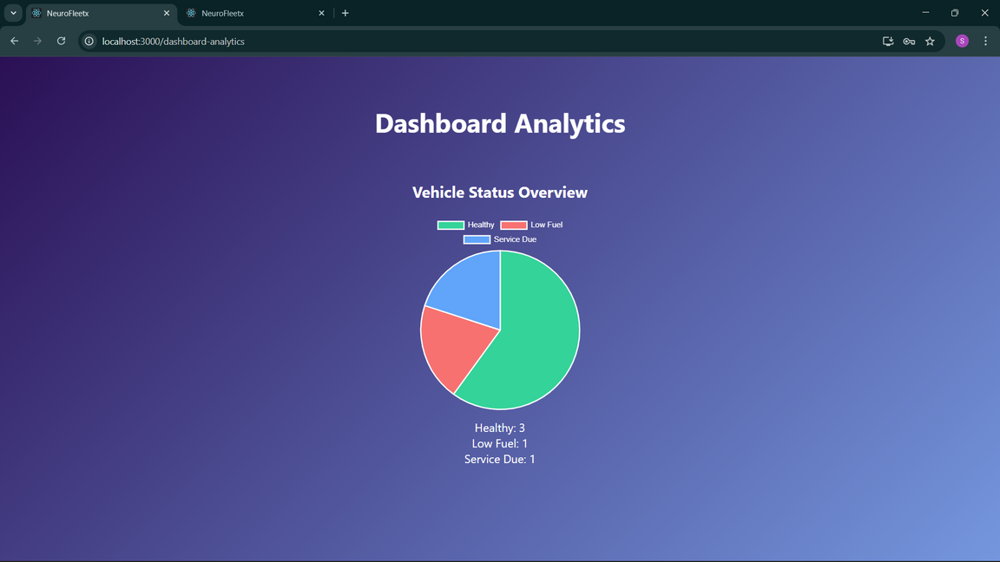 NeuroFleetx
NeuroFleetx
localhost:3000/dashboard-analytics
S
Dashboard Analytics
Vehicle Status Overview
Healthy Low Fuel
Service Due
Healthy: 3
Low Fuel: 1
Service Due: 1